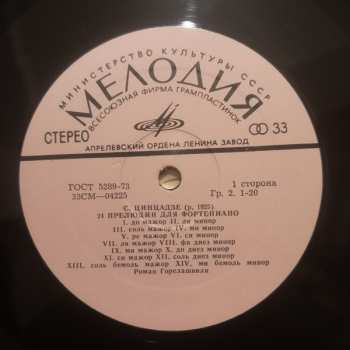 МИНИСТЕРСТВО КУЛЬТУРЫ СССР
МЕЛОДИЯ
ВСЕСОЮЗНАЯ ФИРМА ГРАМПЛАСТИНОК
СТЕРЕО
33
АПРЕЛЕВСКИЙ ОРДЕНА ЛЕНИНА ЗАВОД
ГОСТ 5289-73
33СМ—04225
1 сторона
Гр. 2. 1-20
С. ЦИНЦАДЗЕ (р. 1925)
24 ПРЕЛЮДИИ ДЛЯ ФОРТЕПИАНО
I. до мажор II. ля минор
III. соль мажор IV. ми минор
V. ре мажор VI. си минор
VII. ля мажор VIII. фа диез минор
IX. ми мажор X. до диез минор
XI. си мажор XII. соль диез минор
XIII. соль бемоль мажор XIV. ми бемоль минор
Роман Горелашвили